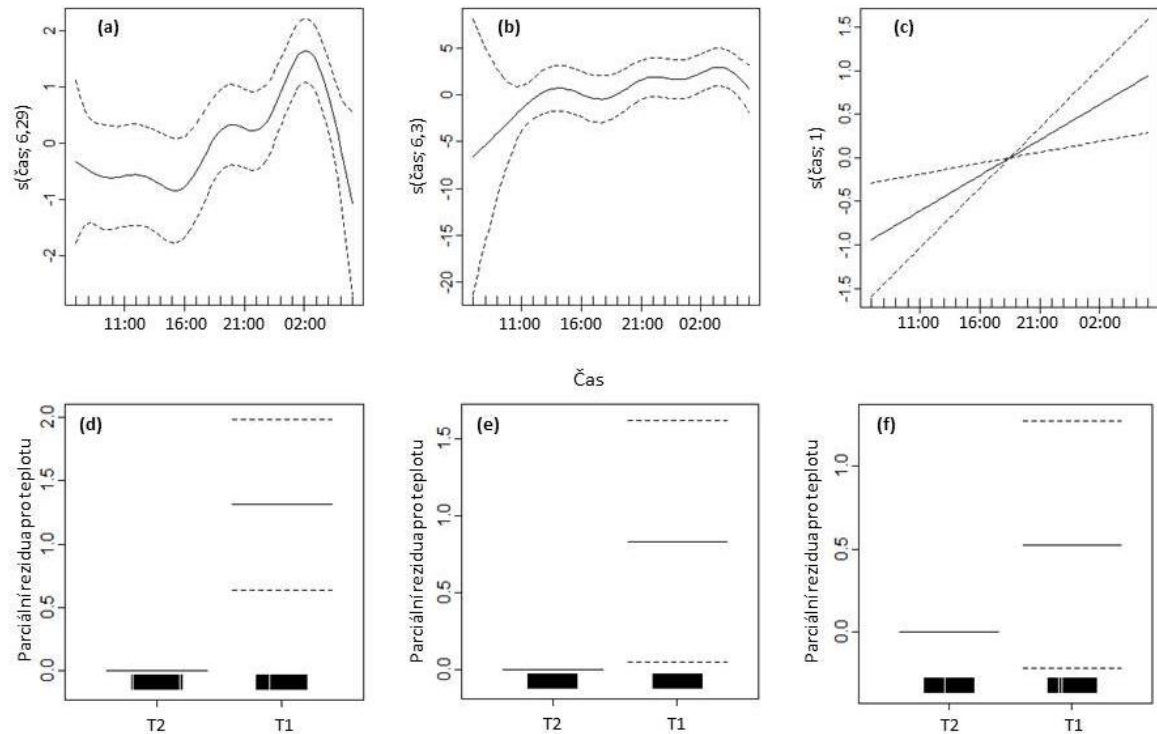 (a)
s(čas; 6,29)
2
1
0
-1
-2
11:00 16:00 21:00 02:00
(b)
s(čas; 6,3)
5
0
-5
-10
-15
-20
11:00 16:00 21:00 02:00
(c)
s(čas; 1)
1.5
1.0
0.5
0.0
-0.5
-1.0
-1.5
11:00 16:00 21:00 02:00
Čas
(d)
Parciální rezidua pro teplotu
2.0
1.5
1.0
0.5
0.0
T2 T1
(e)
Parciální rezidua pro teplotu
1.5
1.0
0.5
0.0
T2 T1
(f)
Parciální rezidua pro teplotu
1.0
0.5
0.0
T2 T1